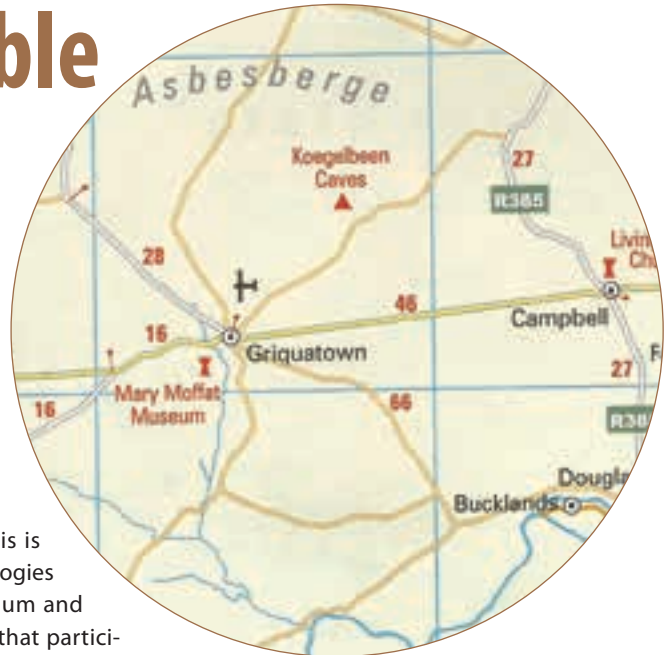 ble
Asbesberge
Koegelbeen
Caves
27
R385
28
46
Campbell
16
Griquatown
27
Mary Moffat
Museum
16
66
Bucklands
is is
ogies
um and
that partici-